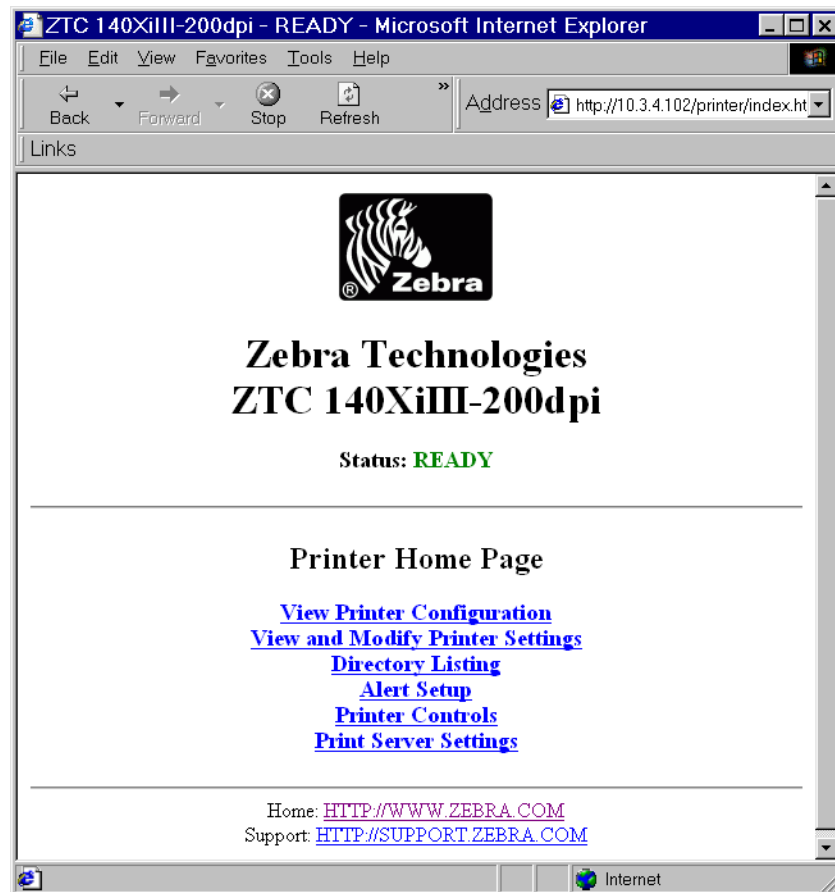 ZTC 140XiIII-200dpi - READY - Microsoft Internet Explorer
File Edit View Favorites Tools Help
Back Forward Stop Refresh » Address http://10.3.4.102/printer/index.ht
Links
® Zebra
Zebra Technologies
ZTC 140XiIII-200dpi
Status: READY
Printer Home Page
View Printer Configuration
View and Modify Printer Settings
Directory Listing
Alert Setup
Printer Controls
Print Server Settings
Home: HTTP://WWW.ZEBRA.COM
Support: HTTP://SUPPORT.ZEBRA.COM
Internet